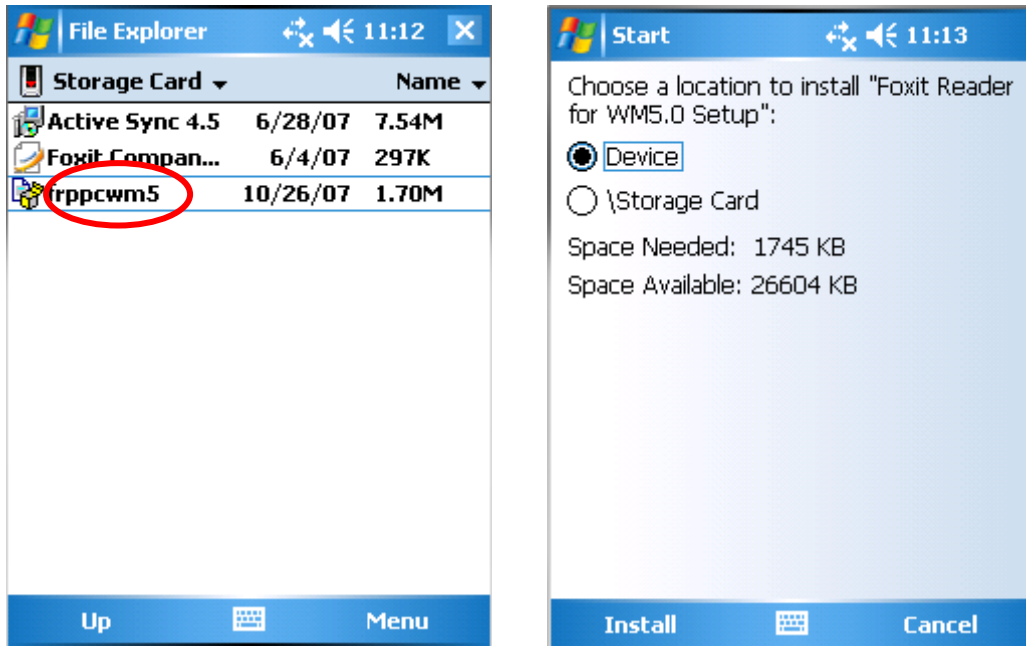 File Explorer 11:12
Storage Card Name
Active Sync 4.5 6/28/07 7.54M
Foxit Compan... 6/4/07 297K
frppcwm5 10/26/07 1.70M
Up Menu
Start 11:13
Choose a location to install "Foxit Reader
for WM5.0 Setup":
Device
\Storage Card
Space Needed: 1745 KB
Space Available: 26604 KB
Install Cancel